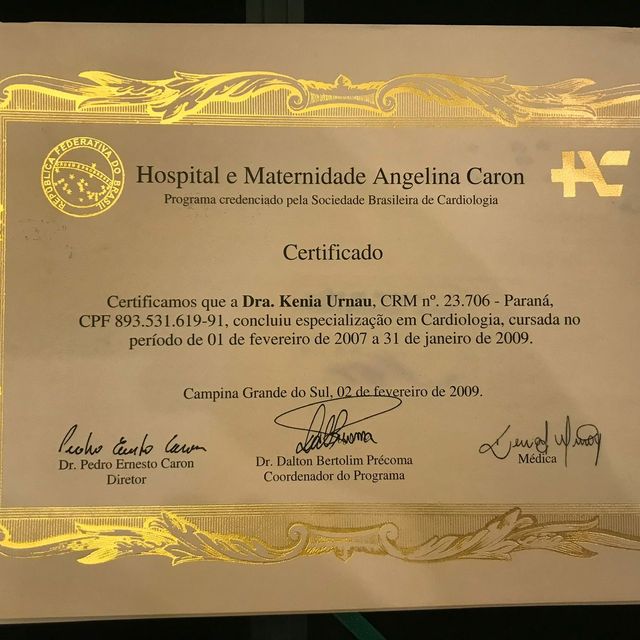 REPÚBLICA FEDERATIVA DO BRASIL
Hospital e Maternidade Angelina Caron
Programa credenciado pela Sociedade Brasileira de Cardiologia
Certificado
Certificamos que a Dra. Kenia Urnau, CRM nº. 23.706 - Paraná,
CPF 893.531.619-91, concluiu especialização em Cardiologia, cursada no
período de 01 de fevereiro de 2007 a 31 de janeiro de 2009.
Campina Grande do Sul, 02 de fevereiro de 2009.
Pedro Ernesto Caron
Dr. Pedro Ernesto Caron
Diretor
Dr. Dalton Bertolim Précoma
Coordenador do Programa
Médica